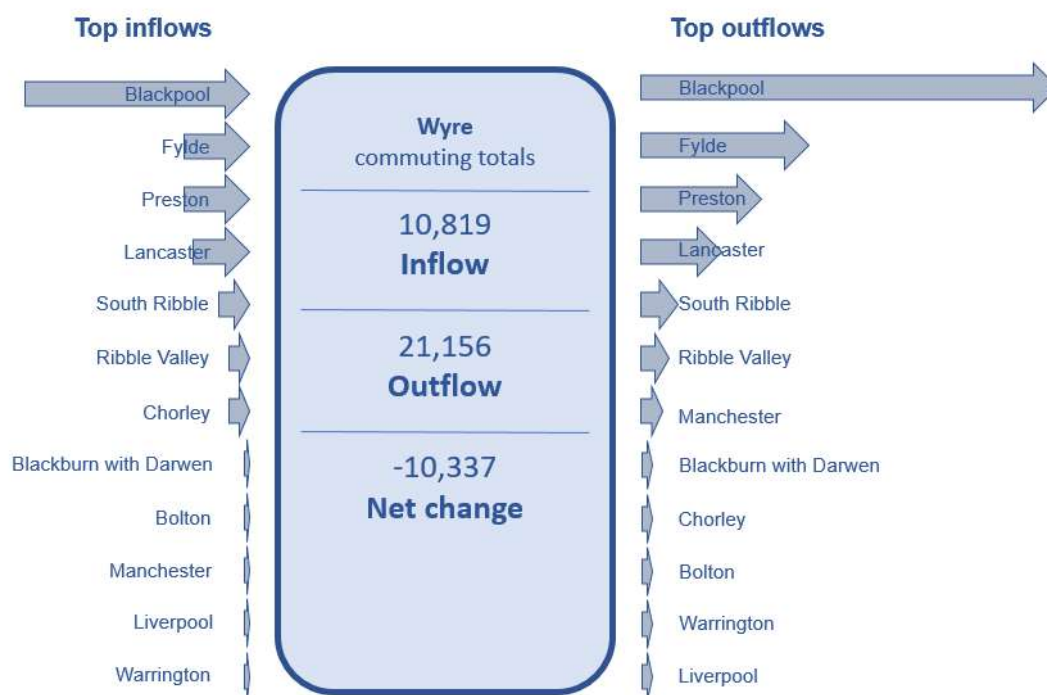 Top inflows
Blackpool
Fylde
Preston
Lancaster
South Ribble
Ribble Valley
Chorley
Blackburn with Darwen
Bolton
Manchester
Liverpool
Warrington
Wyre
commuting totals
10,819
Inflow
21,156
Outflow
-10,337
Net change
Top outflows
Blackpool
Fylde
Preston
Lancaster
South Ribble
Ribble Valley
Manchester
Blackburn with Darwen
Chorley
Bolton
Warrington
Liverpool